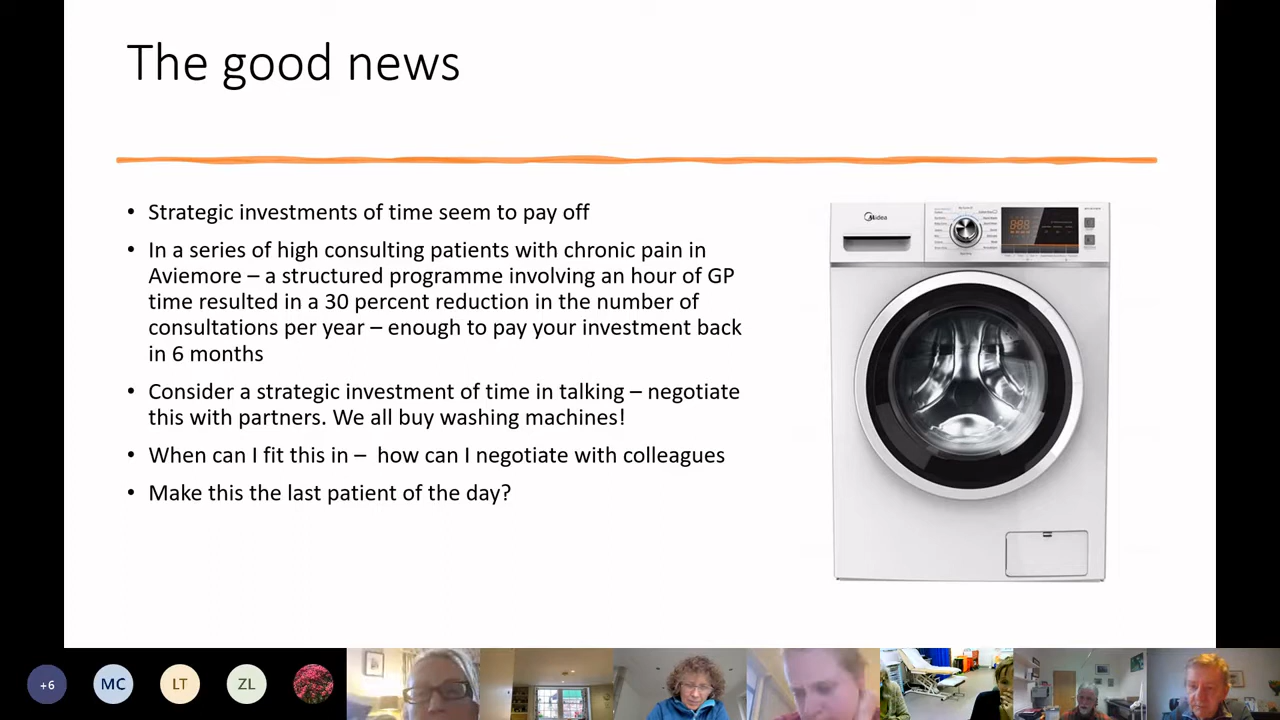 The good news
• Strategic investments of time seem to pay off
• In a series of high consulting patients with chronic pain in
Aviemore – a structured programme involving an hour of GP
time resulted in a 30 percent reduction in the number of
consultations per year – enough to pay your investment back
in 6 months
• Consider a strategic investment of time in talking – negotiate
this with partners. We all buy washing machines!
• When can I fit this in – how can I negotiate with colleagues
• Make this the last patient of the day?
Midea
+6
MC
LT
ZL